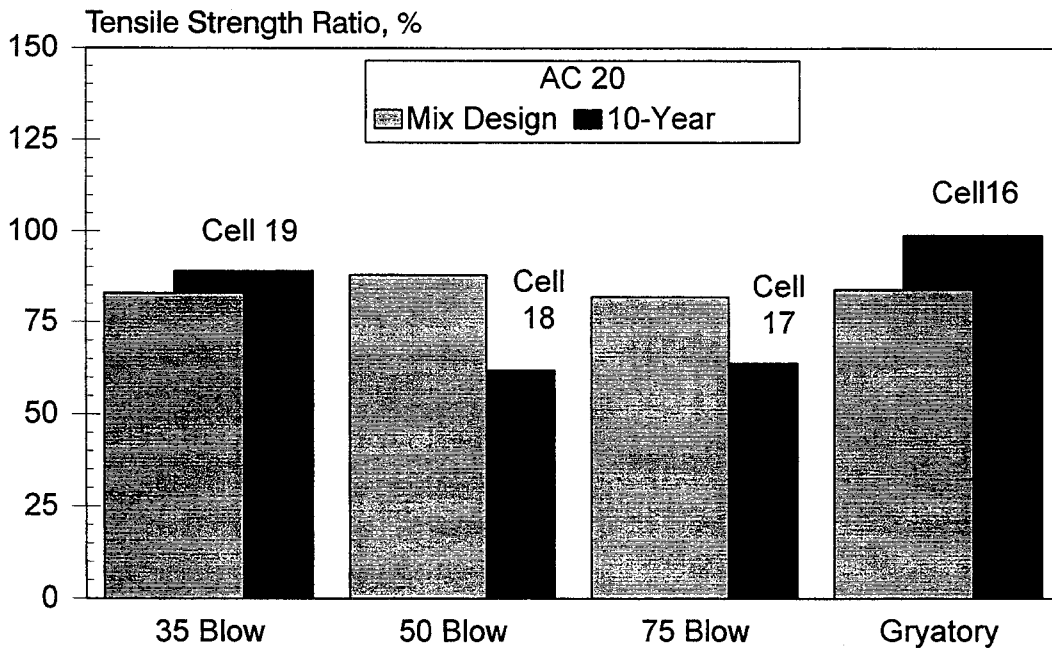 Tensile Strength Ratio, %
150
125
100
75
50
25
0
AC 20
Mix Design 10-Year
Cell 19
Cell
18
Cell
17
Cell16
35 Blow 50 Blow 75 Blow Gryatory